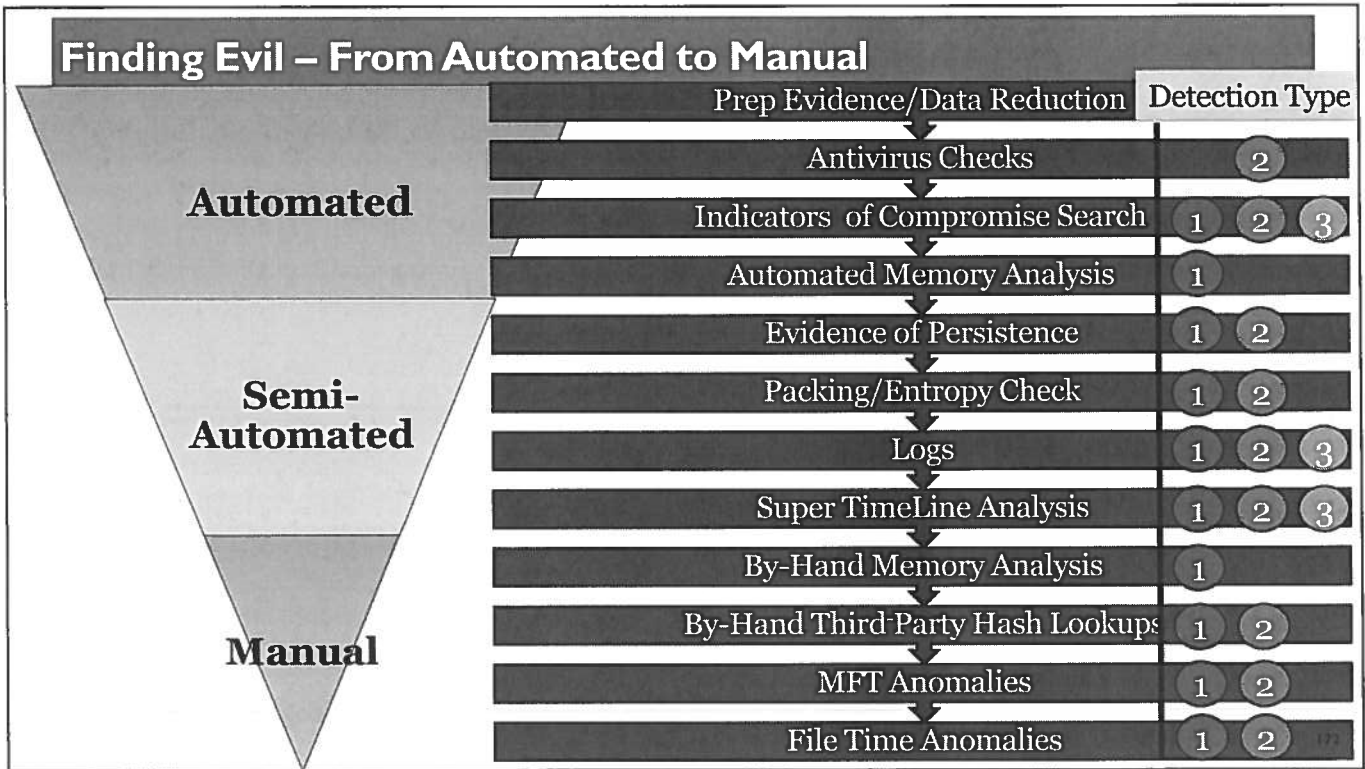 Finding Evil – From Automated to Manual
Prep Evidence/Data Reduction
Detection Type
Automated
Antivirus Checks 2
Indicators of Compromise Search 1 2 3
Automated Memory Analysis 1
Semi-
Automated
Evidence of Persistence 1 2
Packing/Entropy Check 1 2
Logs 1 2 3
Super TimeLine Analysis 1 2 3
Manual
By-Hand Memory Analysis 1
By-Hand Third-Party Hash Lookups 1 2
MFT Anomalies 1 2
File Time Anomalies 1 2